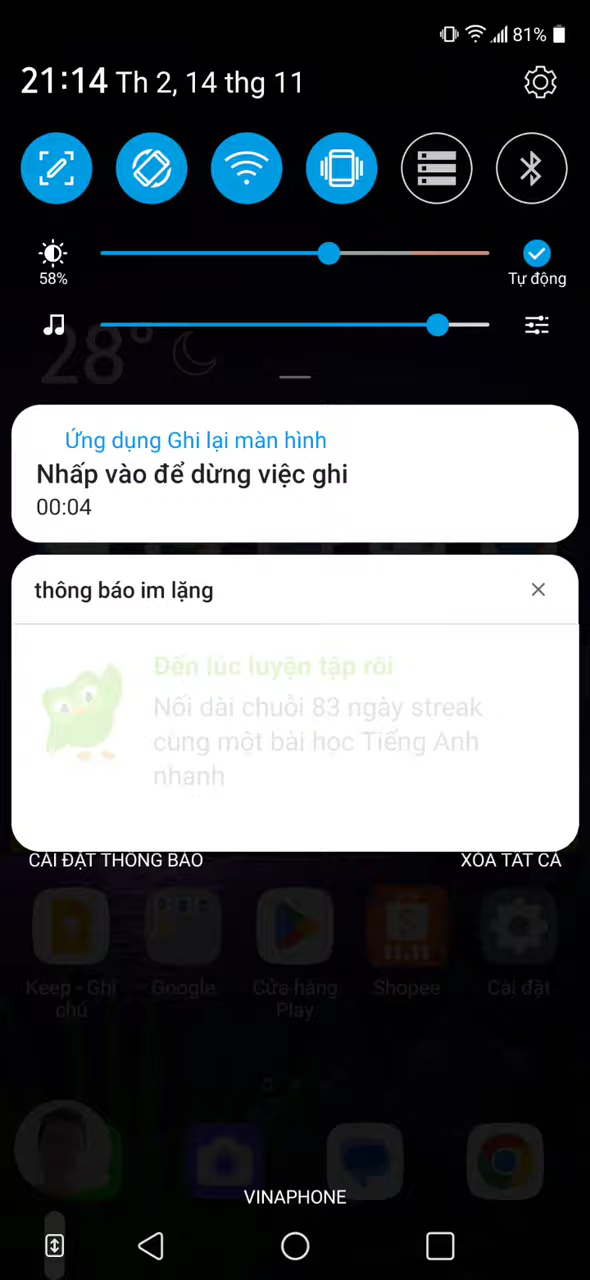 81%
21:14 Th 2, 14 thg 11
58%
Tự động
28°
Ứng dụng Ghi lại màn hình
Nhấp vào để dừng việc ghi
00:04
thông báo im lặng
Đến lúc luyện tập rồi
Nối dài chuỗi 83 ngày streak
cùng một bài học Tiếng Anh
nhanh
CÀI ĐẶT THÔNG BÁO
XÓA TẤT CẢ
Keep - Ghi
chú
Google
Cửa hàng
Play
Shopee
Cài đặt
11.11
VINAPHONE